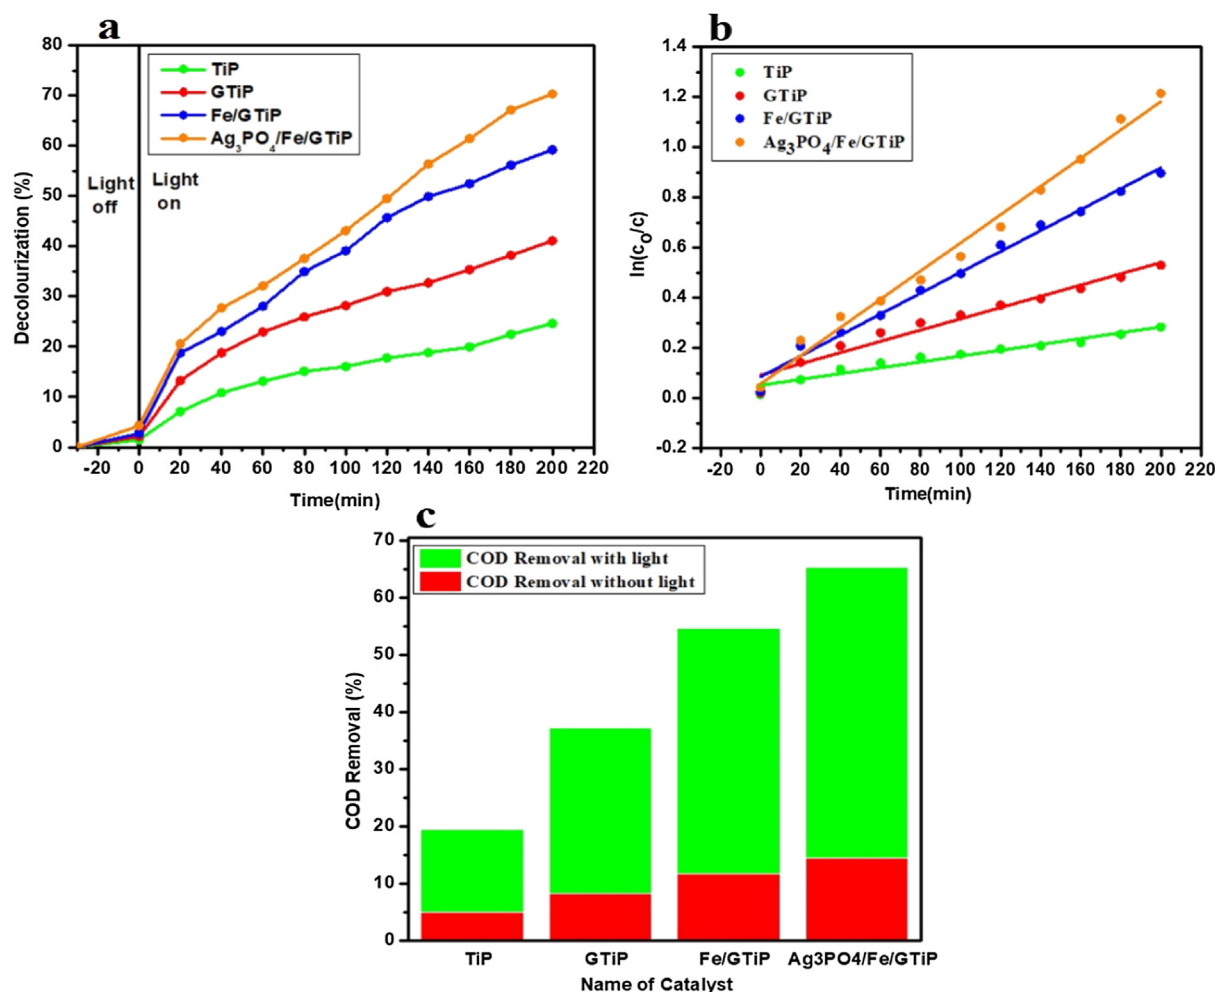 a
80
70
60
50
40
30
20
10
0
Decolourization (%)
TiP
GTiP
Fe/GTiP
Ag3PO4/Fe/GTiP
Light off
Light on
-20 0 20 40 60 80 100 120 140 160 180 200 220
Time(min)
b
1.4
1.2
1.0
0.8
0.6
0.4
0.2
0.0
-0.2
ln(c0/c)
TiP
GTiP
Fe/GTiP
Ag3PO4/Fe/GTiP
-20 0 20 40 60 80 100 120 140 160 180 200 220
Time(min)
c
70
60
50
40
30
20
10
0
COD Removal (%)
COD Removal with light
COD Removal without light
TiP GTiP Fe/GTiP Ag3PO4/Fe/GTiP
Name of Catalyst